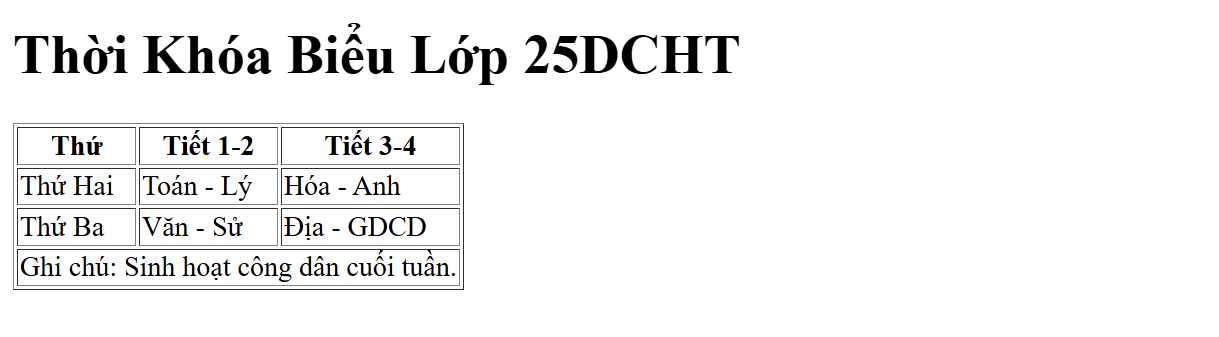 Thời Khóa Biểu Lớp 25DCHT
Thứ Tiết 1-2 Tiết 3-4
Thứ Hai Toán - Lý Hóa - Anh
Thứ Ba Văn - Sử Địa - GDCD
Ghi chú: Sinh hoạt công dân cuối tuần.